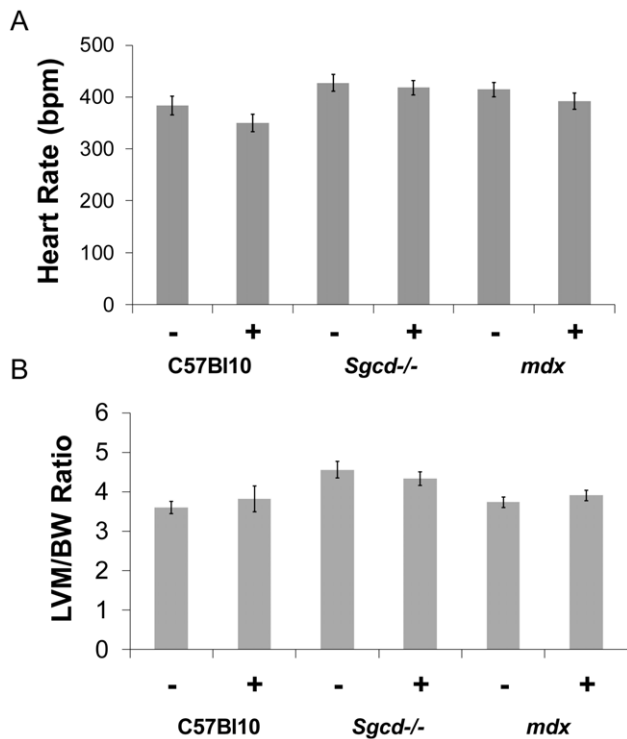 A
Heart Rate (bpm)
500
400
300
200
100
0
- + - + - +
C57Bl10 Sgcd-/- mdx
B
LVM/BW Ratio
6
5
4
3
2
1
0
- + - + - +
C57Bl10 Sgcd-/- mdx